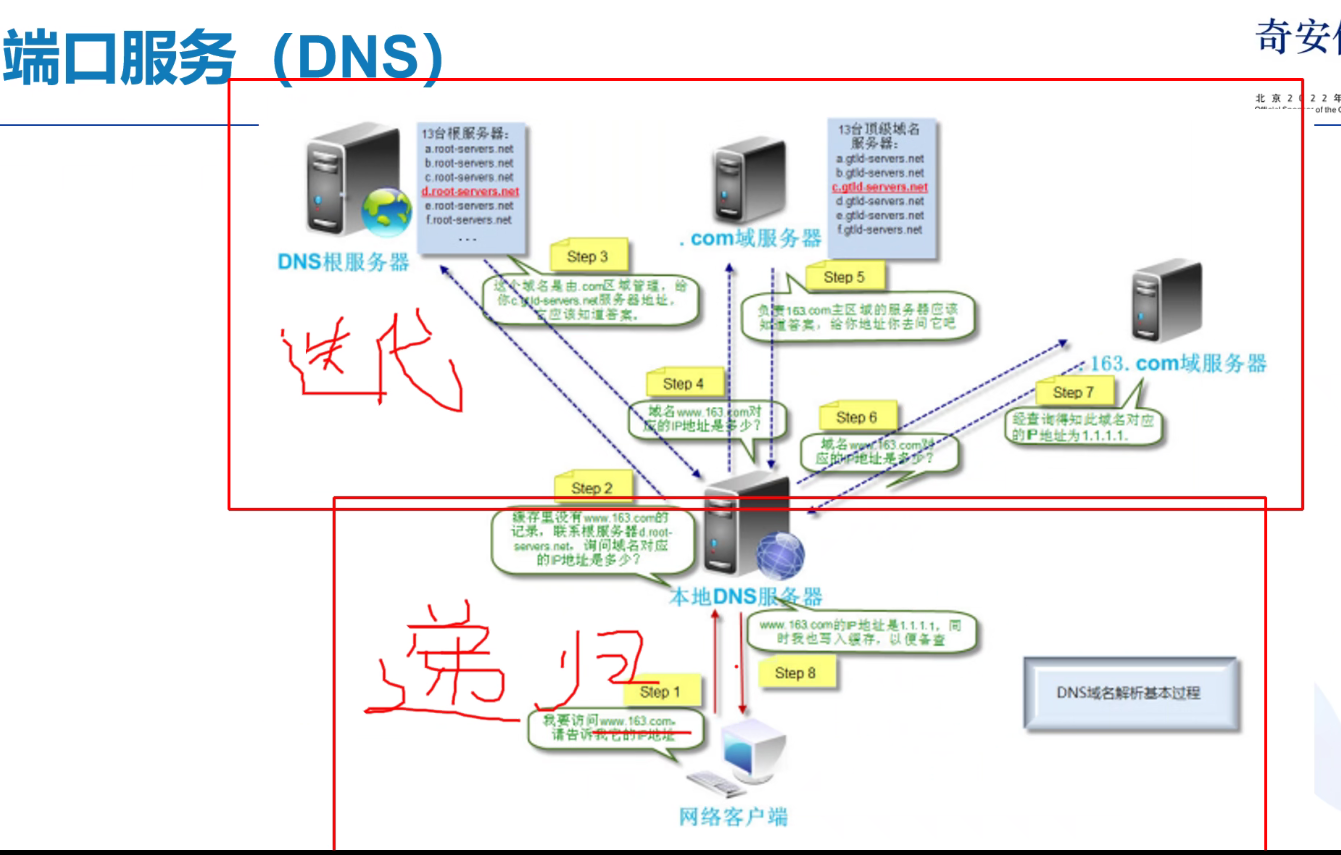 端口服务（DNS）
奇安
北 京 2 0 2 2 年
13台根服务器：
a.root-servers.net
b.root-servers.net
c.root-servers.net
d.root-servers.net
e.root-servers.net
f.root-servers.net
...
DNS根服务器
13台顶级域名
服务器：
a.gtld-servers.net
b.gtld-servers.net
c.gtld-servers.net
d.gtld-servers.net
e.gtld-servers.net
f.gtld-servers.net
.com域服务器
Step 3
这个域名是由.com区域管理，给
你c.gtld-servers.net服务器地址，
它应该知道答案。
Step 5
负责163.com主区域的服务器应该
知道答案，给你地址你去问它吧
迭代
.163.com域服务器
Step 4
域名www.163.com对
应的IP地址是多少？
Step 6
域名www.163.com对
应的IP地址是多少？
Step 7
经查询得知此域名对应
的IP地址为1.1.1.1.
Step 2
缓存里没有www.163.com的
记录，联系根服务器d.root-
servers.net。询问域名对应
的IP地址是多少？
本地DNS服务器
www.163.com的IP地址是1.1.1.1，同
时我也写入缓存，以便备查
递归
Step 1
Step 8
我要访问www.163.com。
请告诉我它的IP地址
DNS域名解析基本过程
网络客户端